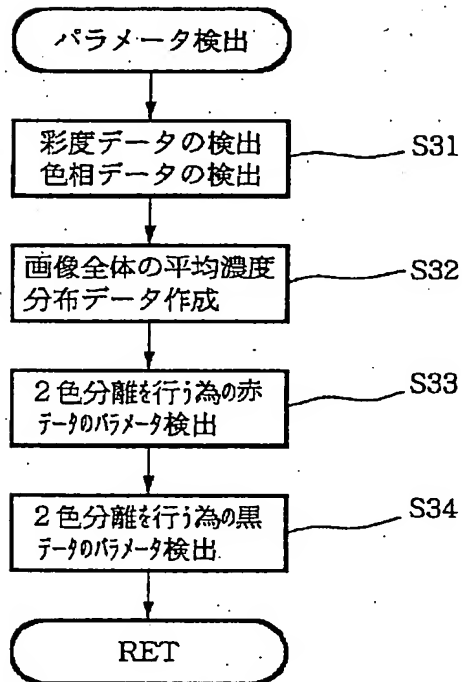 パラメータ検出
彩度データの検出
色相データの検出
S31
画像全体の平均濃度
分布データ作成
S32
2色分離を行う為の赤
データのパラメータ検出
S33
2色分離を行う為の黒
データのパラメータ検出
S34
RET